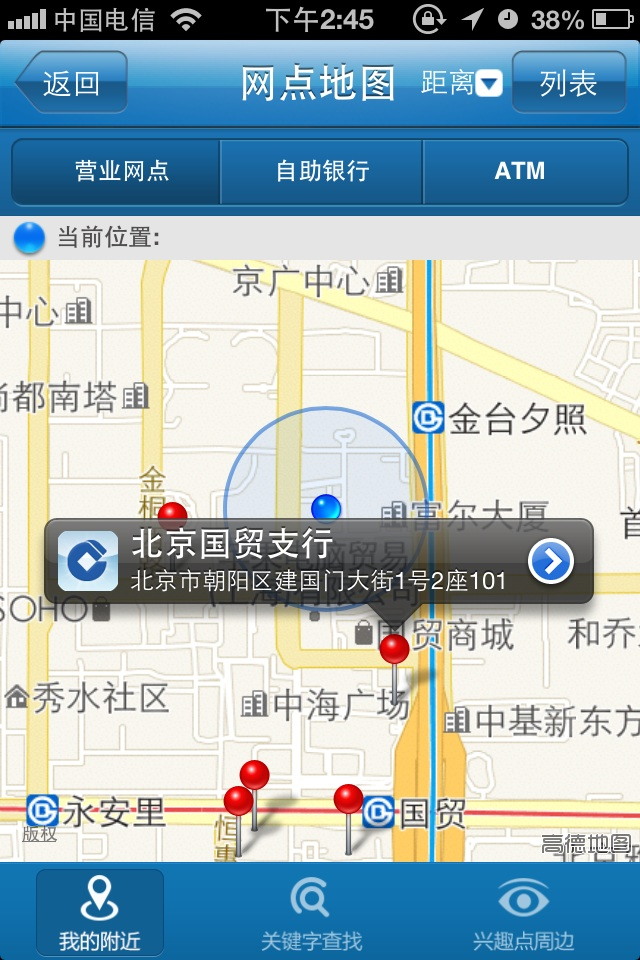 中国电信 下午2:45 38%
返回 网点地图 距离 列表
营业网点 自助银行 ATM
当前位置:
京广中心
中心
尚都南塔
金台夕照
金桐
富尔大厦
首
北京国贸支行
北京市朝阳区建国门大街1号2座101
SOHO
国贸商城
和乔
秀水社区
中海广场
中基新东方
永安里
国贸
版权
恒惠
高德地图
我的附近 关键字查找 兴趣点周边